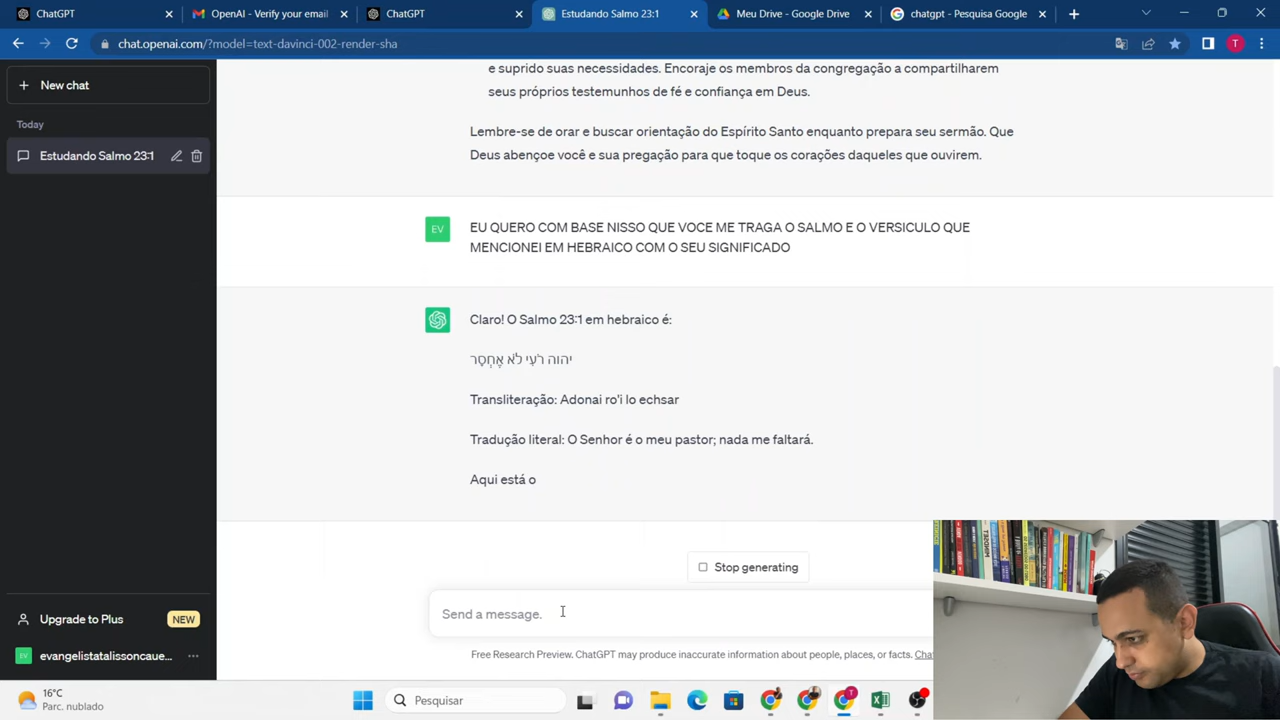 ChatGPT
OpenAI - Verify your email
ChatGPT
Estudando Salmo 23:1
Meu Drive - Google Drive
chatgpt - Pesquisa Google
chat.openai.com/?model=text-davinci-002-render-sha
T
New chat
Today
Estudando Salmo 23:1
e suprido suas necessidades. Encoraje os membros da congregação a compartilharem
seus próprios testemunhos de fé e confiança em Deus.
Lembre-se de orar e buscar orientação do Espírito Santo enquanto prepara seu sermão. Que
Deus abençoe você e sua pregação para que toque os corações daqueles que ouvirem.
EV
EU QUERO COM BASE NISSO QUE VOCE ME TRAGA O SALMO E O VERSICULO QUE
MENCIONEI EM HEBRAICO COM O SEU SIGNIFICADO
Claro! O Salmo 23:1 em hebraico é:
יהוה רֹעִי לֹא אֶחְסָר
Transliteração: Adonai ro'i lo echsar
Tradução literal: O Senhor é o meu pastor; nada me faltará.
Aqui está o
Stop generating
Send a message.
Free Research Preview. ChatGPT may produce inaccurate information about people, places, or facts. Cha
Upgrade to Plus
NEW
EV
evangelistatalissoncaue...
16°C
Parc. nublado
Pesquisar
T